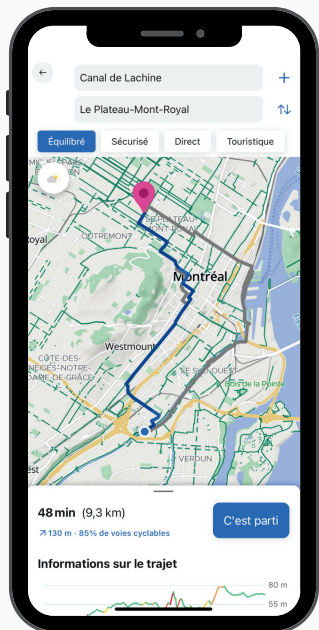 Canal de Lachine
Le Plateau-Mont-Royal
Équilibré
Sécurisé
Direct
Touristique
LE PLATEAU-
MONT-ROYAL
OUTREMONT
oyal
Montréal
Westmount
CÔTE-DES-
NEIGES-NOTRE-
DAME-DE-GRÂCE
LE SUD-OUEST
Bois de la Pointe
VERDUN
est
48 min (9,3 km)
130 m · 85% de voies cyclables
C'est parti
Informations sur le trajet
80 m
55 m